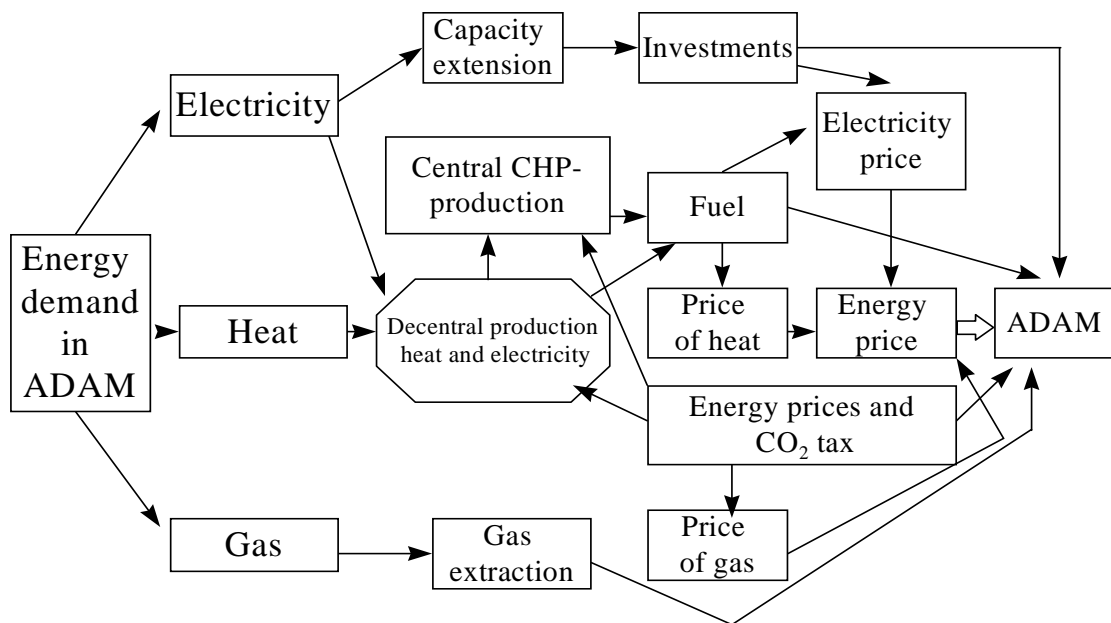 Capacity
extension
Investments
Electricity
Electricity
price
Central CHP-
production
Fuel
Energy
demand
in
ADAM
Heat
Decentral production
heat and electricity
Price
of heat
Energy
price
ADAM
Energy prices and
CO₂ tax
Gas
Gas
extraction
Price
of gas